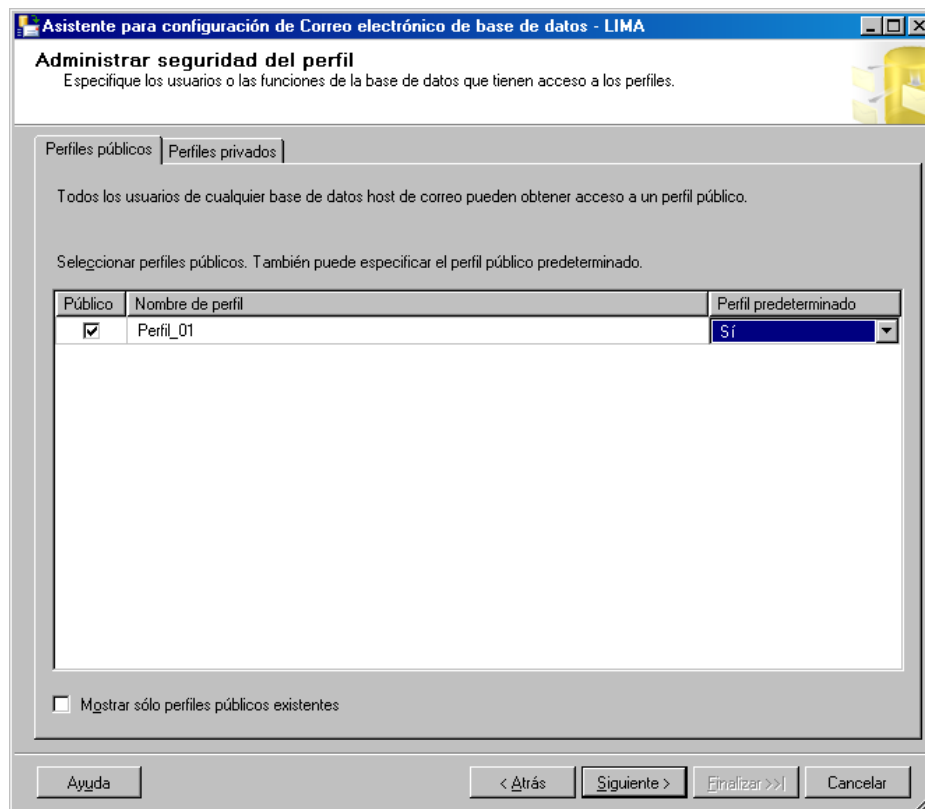 Asistente para configuración de Correo electrónico de base de datos - LIMA
Administrar seguridad del perfil
Especifique los usuarios o las funciones de la base de datos que tienen acceso a los perfiles.
Perfiles públicos Perfiles privados
Todos los usuarios de cualquier base de datos host de correo pueden obtener acceso a un perfil público.
Seleccionar perfiles públicos. También puede especificar el perfil público predeterminado.
Público Nombre de perfil Perfil predeterminado
Perfil_01 Sí
Mostrar sólo perfiles públicos existentes
Ayuda < Atrás Siguiente > Finalizar >>| Cancelar